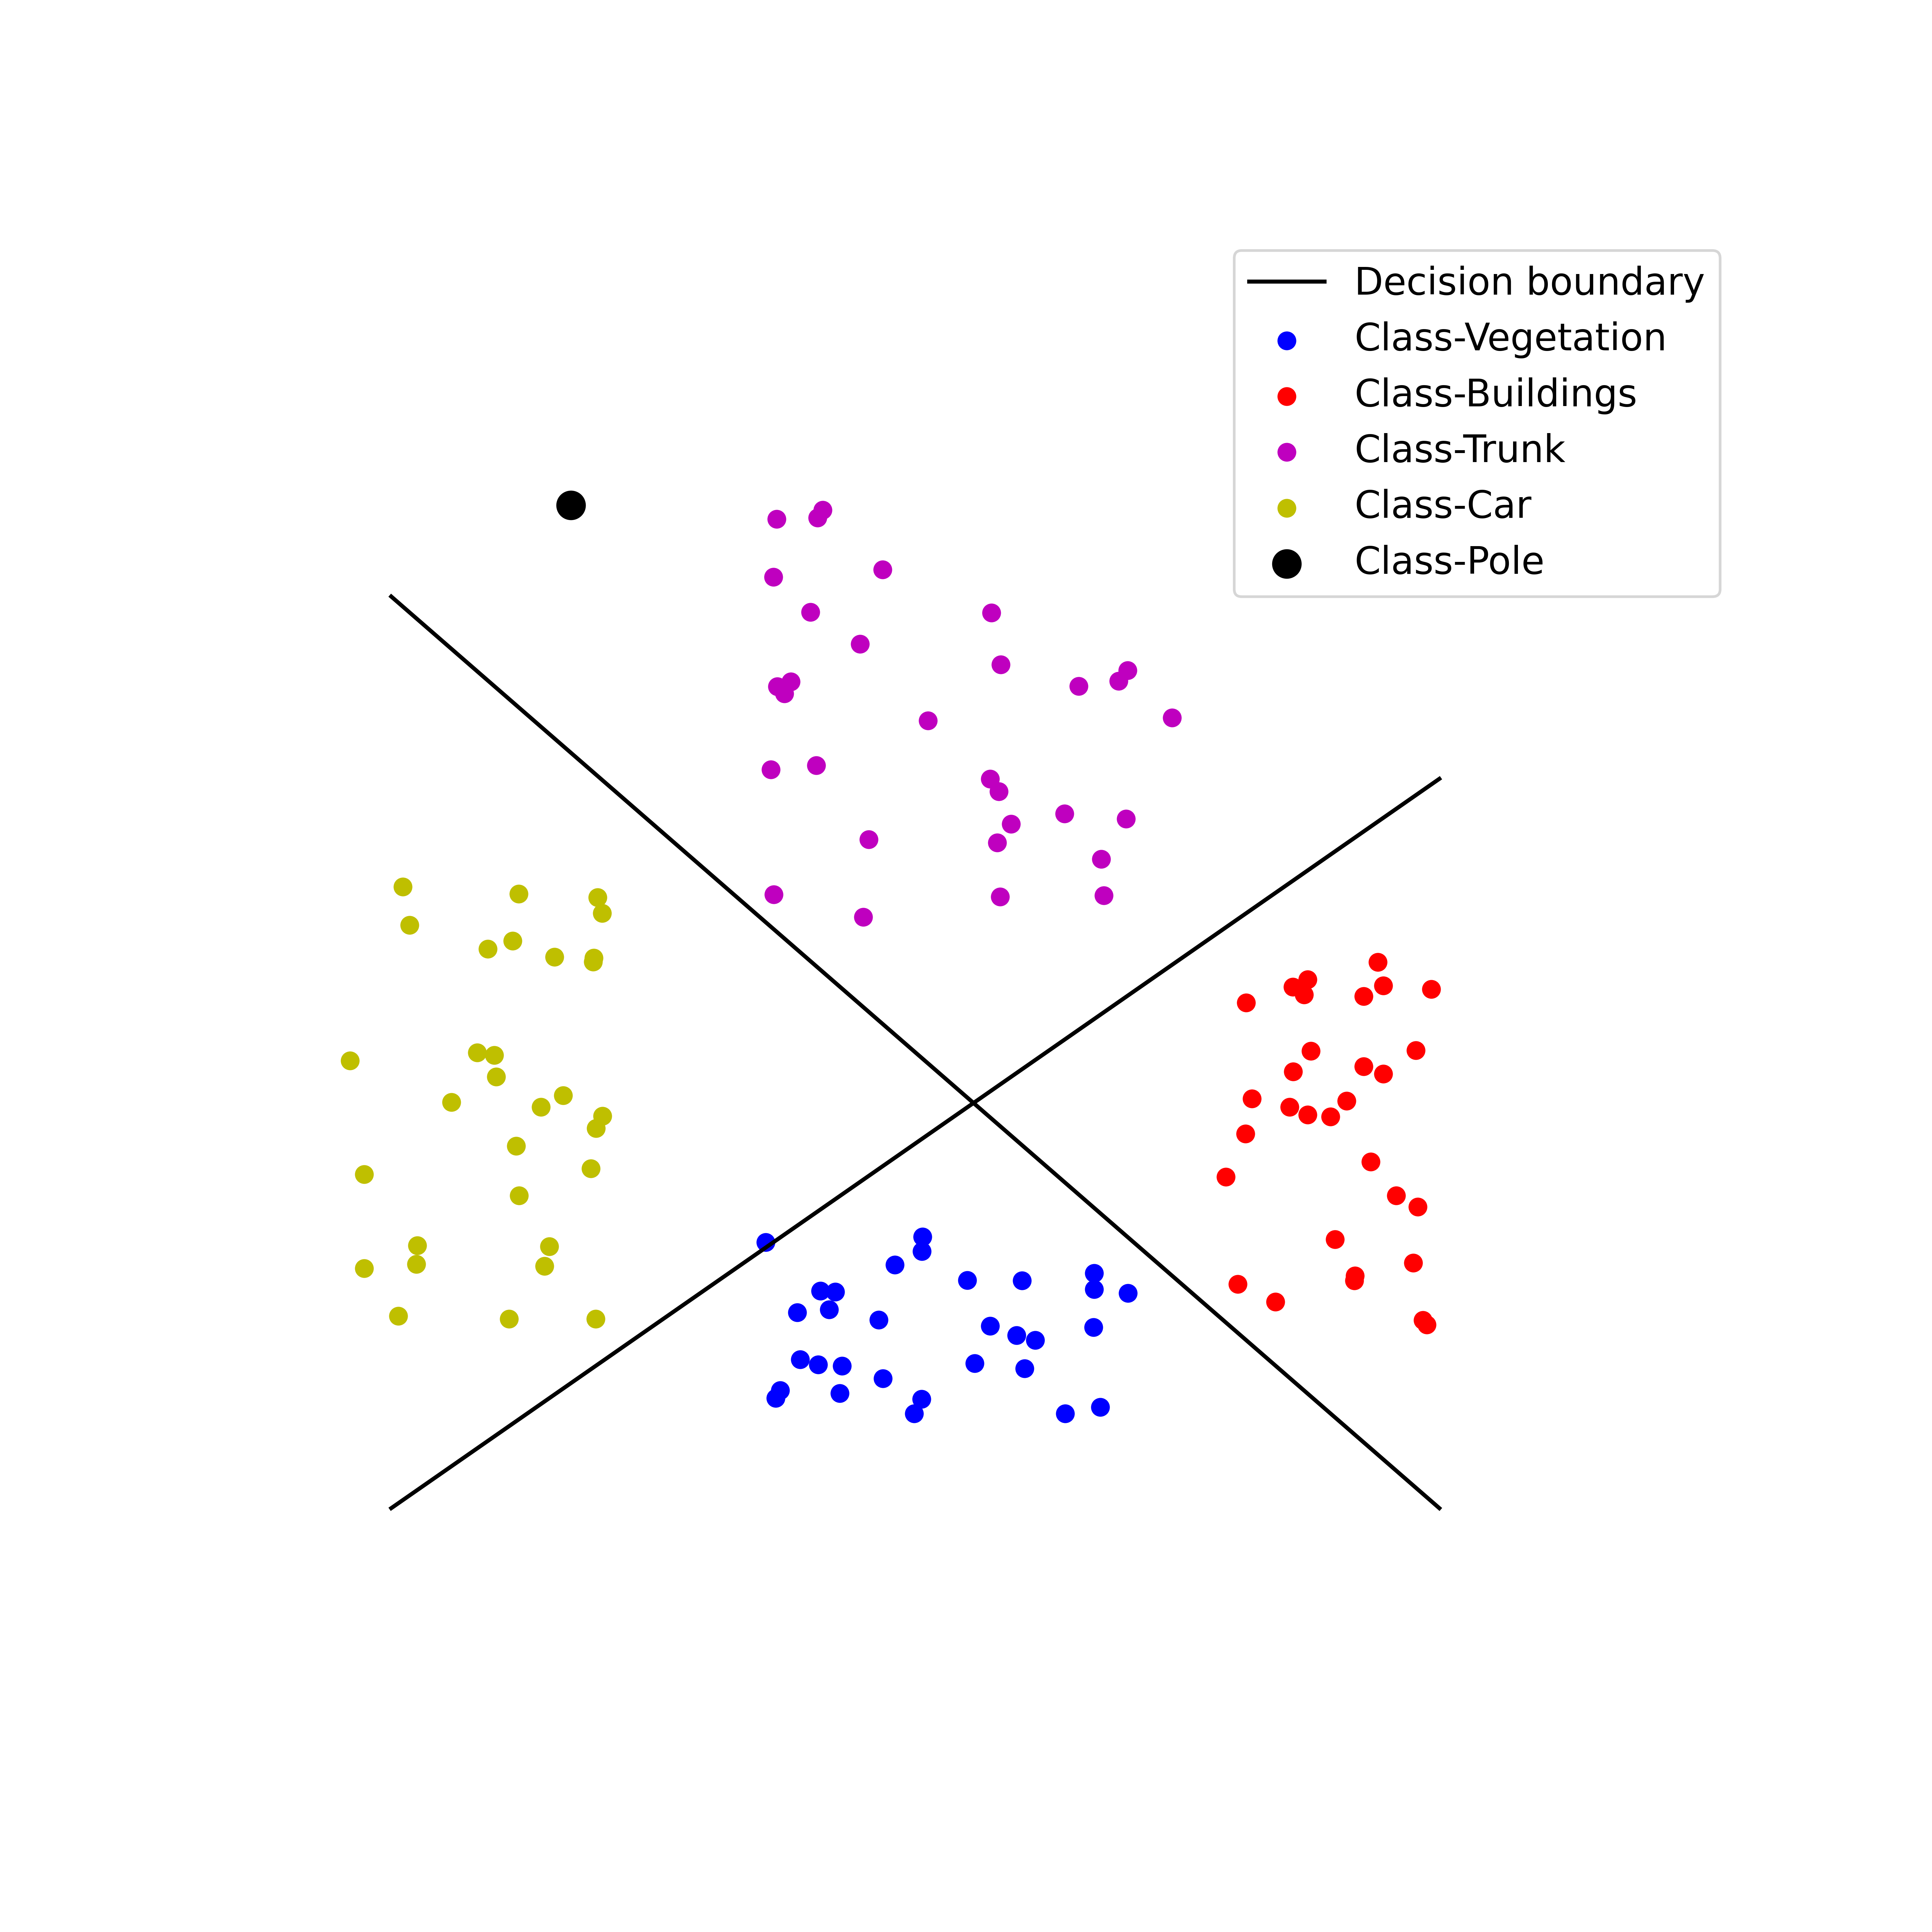 Decision boundary
Class-Vegetation
Class-Buildings
Class-Trunk
Class-Car
Class-Pole